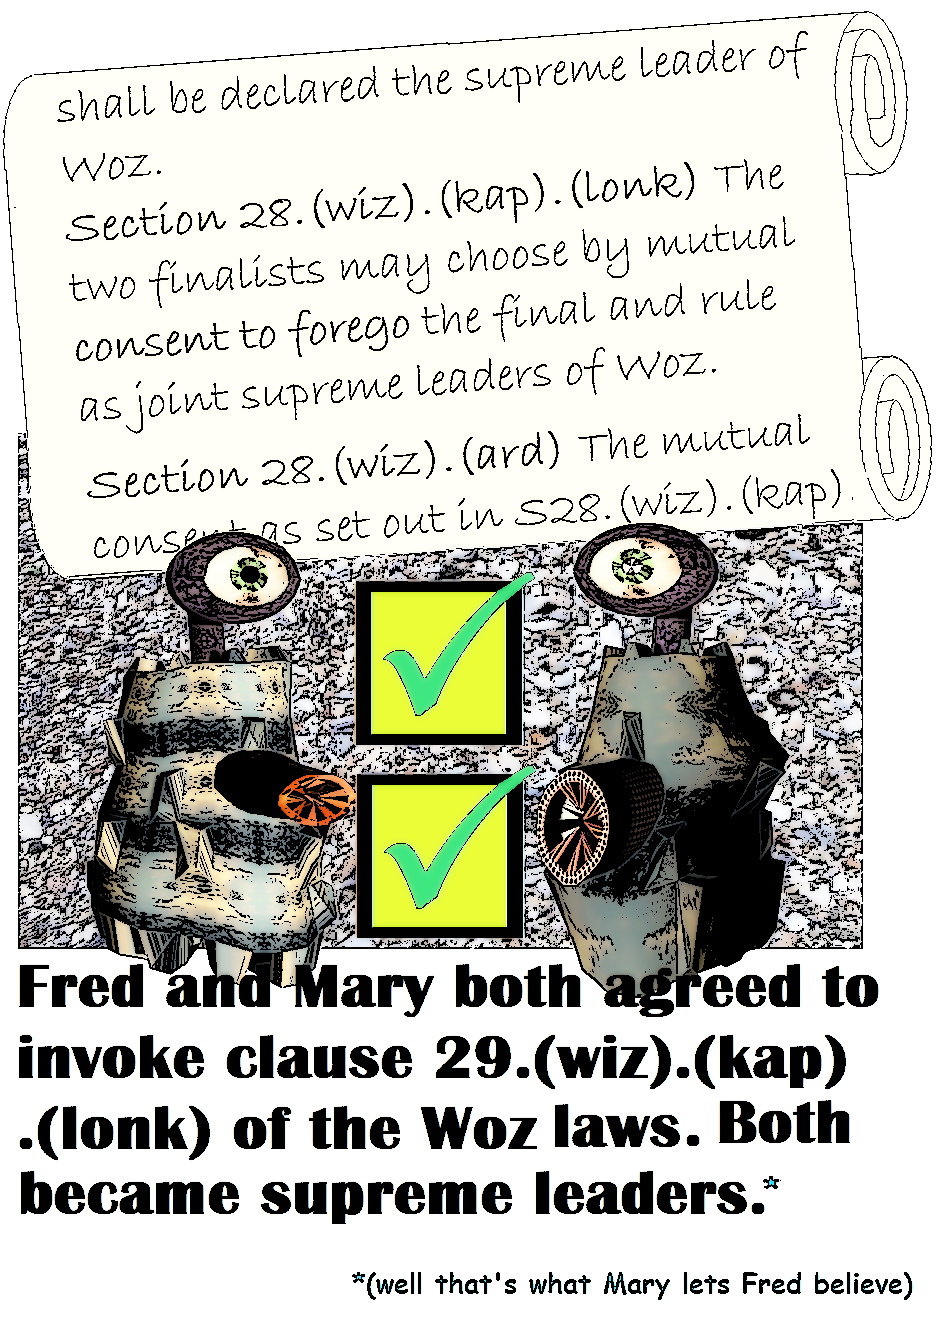 shall be declared the supreme leader of
Woz.
Section 28.(wiz).(kap).(lonk) The
two finalists may choose by mutual
consent to forego the final and rule
as joint supreme leaders of Woz.
Section 28.(wiz).(ard) The mutual
consent as set out in S28.(wiz).(kap).
Fred and Mary both agreed to
invoke clause 29.(wiz).(kap)
.(lonk) of the Woz laws. Both
became supreme leaders.*
*(well that's what Mary lets Fred believe)